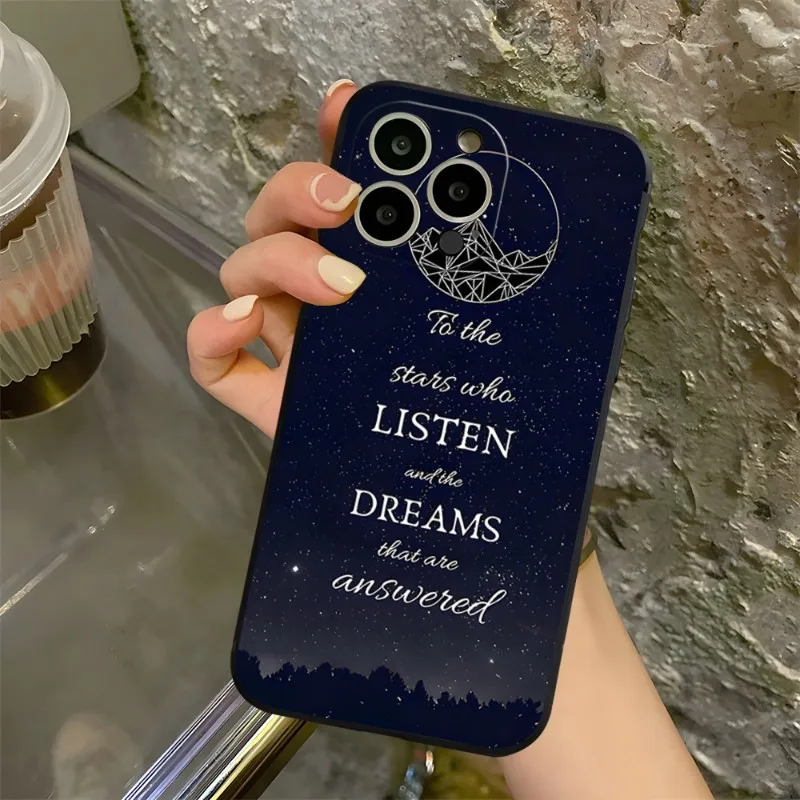 To the
stars who
LISTEN
and the
DREAMS
that are
answered